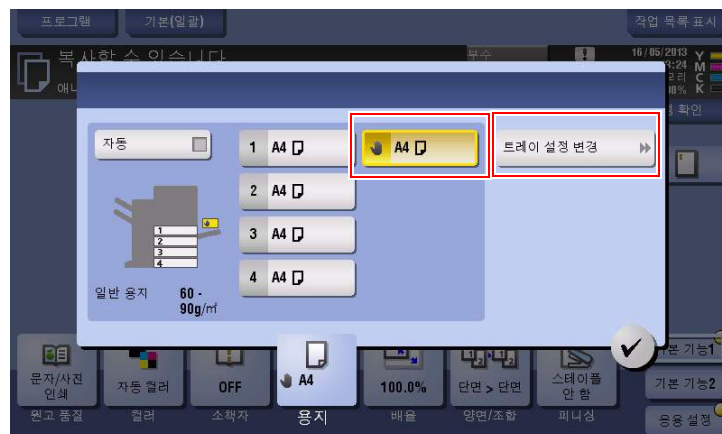 프로그램
기본(일괄)
작업 목록 표시
복사할 수 있습니다
부수
16/05/2013
3:24
Y
M
C
K
자동
1 A4
A4
트레이 설정 변경
2 A4
3 A4
4 A4
1
2
3
4
일반 용지
60 -
90g/㎡
문자/사진
인쇄
자동 컬러
OFF
A4
100.0%
단면 > 단면
스테이플
안 함
기본 기능2
원고 품질
컬러
소책자
용지
배율
양면/조합
피니싱
응용 설정